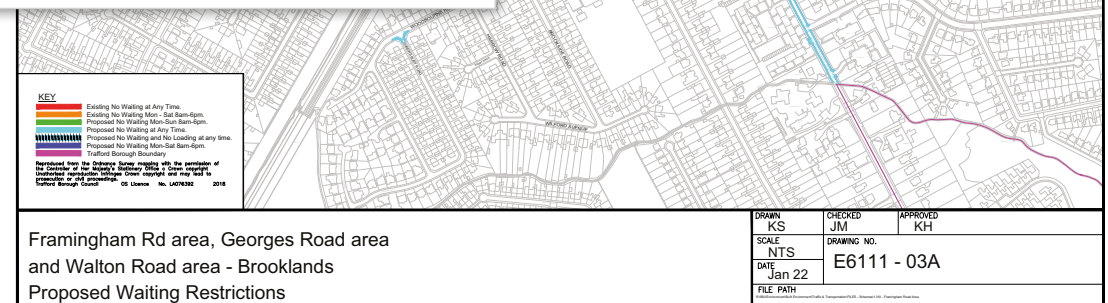 WILFORD AVENUE
KEY
Existing No Waiting at Any Time.
Existing No Waiting Mon - Sat 8am-6pm.
Proposed No Waiting Mon-Sun 8am-6pm.
Proposed No Waiting at Any Time.
Proposed No Waiting and No Loading at any time.
Proposed No Waiting Mon-Sat 8am-6pm.
Trafford Borough Boundary
Reproduced from the Ordnance Survey mapping with the permission of
the Controller of Her Majesty's Stationery Office c Crown copyright
Unauthorised reproduction infringes Crown copyright and may lead to
prosecution or civil proceedings.
Trafford Borough Council OS Licence No. LA076392 2018
Framingham Rd area, Georges Road area
and Walton Road area - Brooklands
Proposed Waiting Restrictions
DRAWN
KS
CHECKED
JM
APPROVED
KH
SCALE
NTS
DATE
Jan 22
DRAWING NO.
E6111 - 03A
FILE PATH